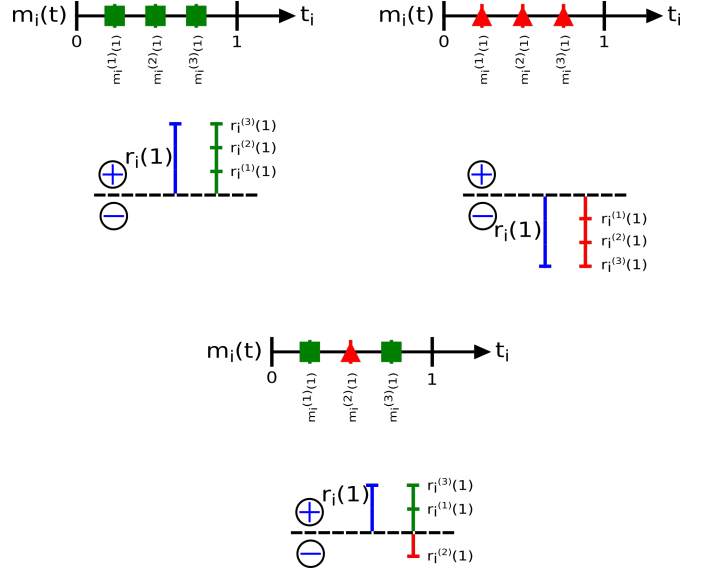 mᵢ(t) 0 1 tᵢ
mᵢ⁽¹⁾(1) mᵢ⁽²⁾(1) mᵢ⁽³⁾(1)
rᵢ(1)
rᵢ⁽³⁾(1)
rᵢ⁽²⁾(1)
rᵢ⁽¹⁾(1)
+
−
mᵢ(t) 0 1 tᵢ
mᵢ⁽¹⁾(1) mᵢ⁽²⁾(1) mᵢ⁽³⁾(1)
+
−
rᵢ(1)
rᵢ⁽¹⁾(1)
rᵢ⁽²⁾(1)
rᵢ⁽³⁾(1)
mᵢ(t) 0 1 tᵢ
mᵢ⁽¹⁾(1) mᵢ⁽²⁾(1) mᵢ⁽³⁾(1)
rᵢ(1)
rᵢ⁽³⁾(1)
rᵢ⁽¹⁾(1)
+
−
rᵢ⁽²⁾(1)